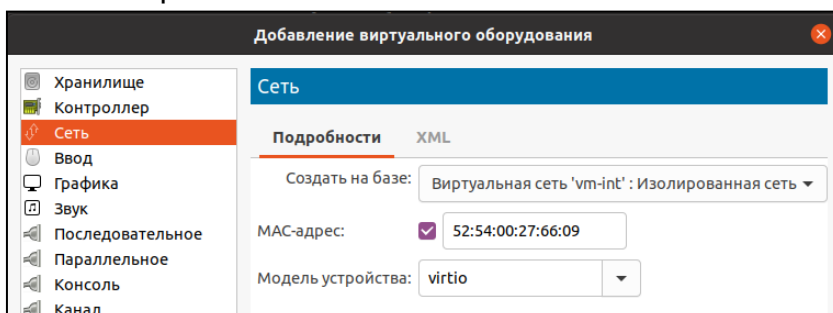 Добавление виртуального оборудования
Хранилище
Контроллер
Сеть
Ввод
Графика
Звук
Последовательное
Параллельное
Консоль
Канал
Сеть
Подробности XML
Создать на базе: Виртуальная сеть 'vm-int' : Изолированная сеть
MAC-адрес: 52:54:00:27:66:09
Модель устройства: virtio